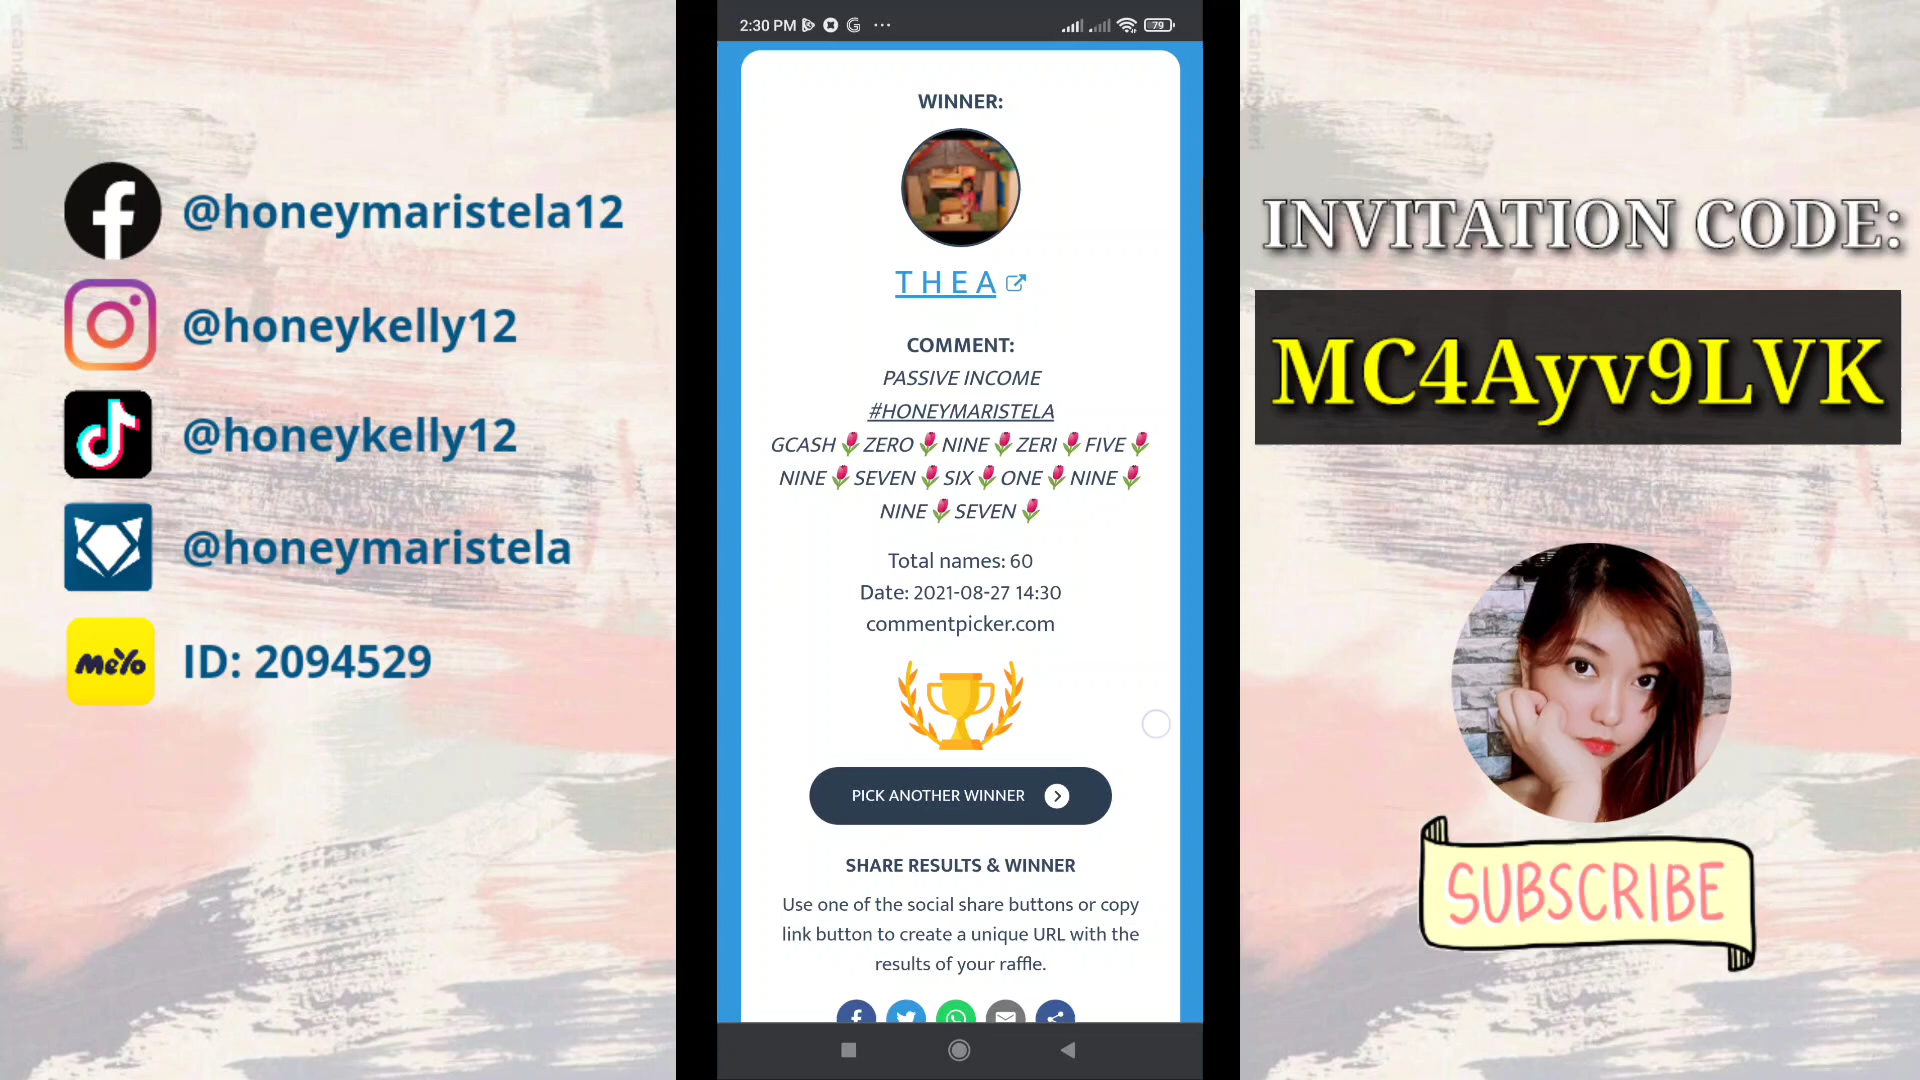 @honeymaristela12
@honeykelly12
@honeykelly12
@honeymaristela
MeYo
ID: 2094529
2:30 PM
79
WINNER:
T H E A
COMMENT:
PASSIVE INCOME
#HONEYMARISTELA
GCASH🌷ZERO🌷NINE🌷ZERI🌷FIVE🌷
NINE🌷SEVEN🌷SIX🌷ONE🌷NINE🌷
NINE🌷SEVEN🌷
Total names: 60
Date: 2021-08-27 14:30
commentpicker.com
PICK ANOTHER WINNER
SHARE RESULTS & WINNER
Use one of the social share buttons or copy
link button to create a unique URL with the
results of your raffle.
INVITATION CODE:
MC4Ayv9LVK
SUBSCRIBE